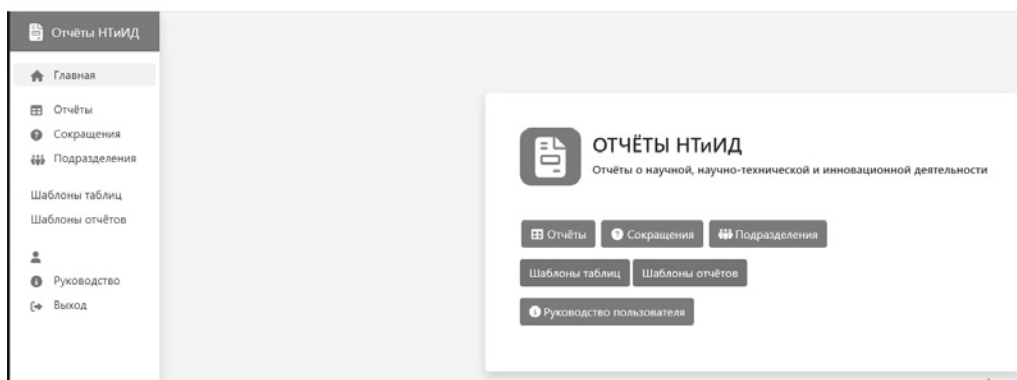 Отчёты НТиИД
Главная
Отчёты
Сокращения
Подразделения
Шаблоны таблиц
Шаблоны отчётов
Руководство
Выход
ОТЧЁТЫ НТиИД
Отчёты о научной, научно-технической и инновационной деятельности
Отчёты Сокращения Подразделения
Шаблоны таблиц Шаблоны отчётов
Руководство пользователя